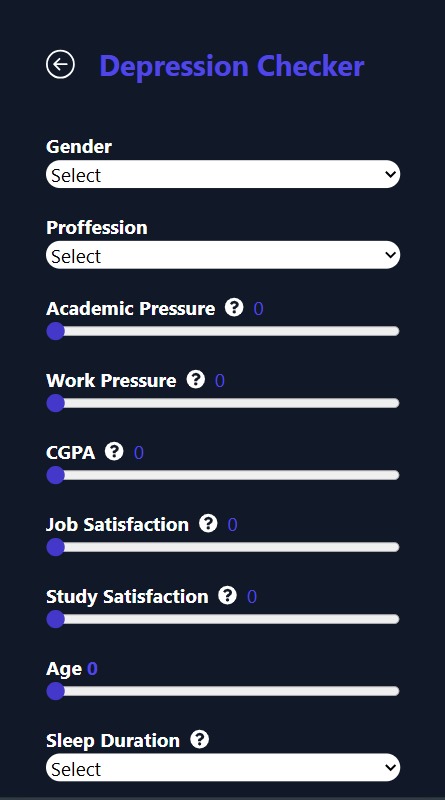 Depression Checker
Gender
Select
Proffession
Select
Academic Pressure ? 0
Work Pressure ? 0
CGPA ? 0
Job Satisfaction ? 0
Study Satisfaction ? 0
Age 0
Sleep Duration ?
Select